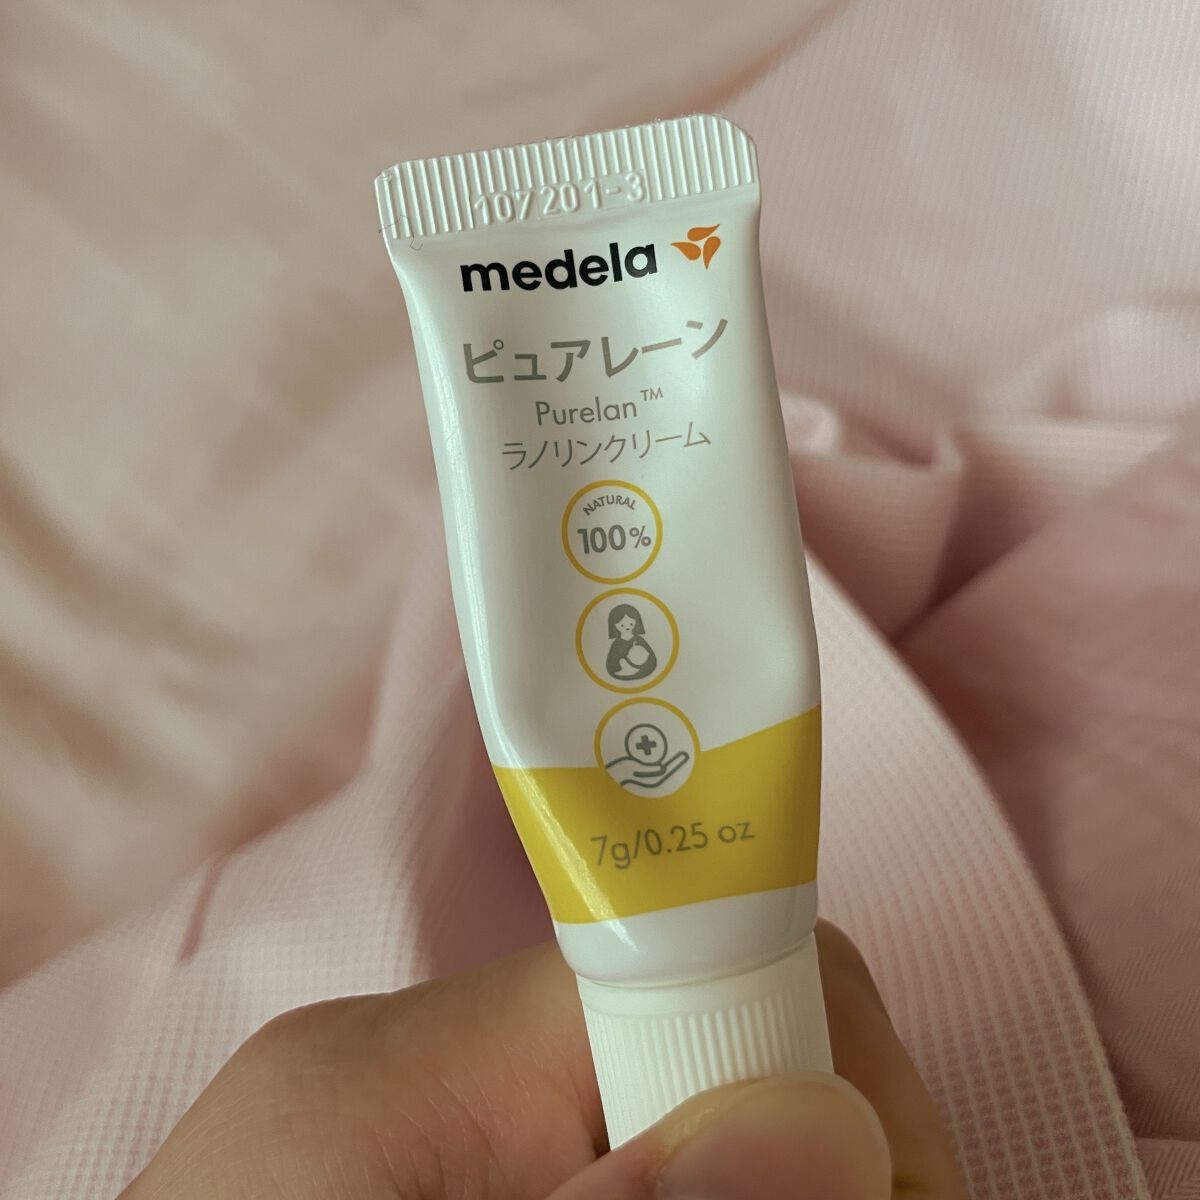 107201-3
medela
ピュアレーン
Purelan™
ラノリンクリーム
NATURAL
100%
7g/0.25 oz